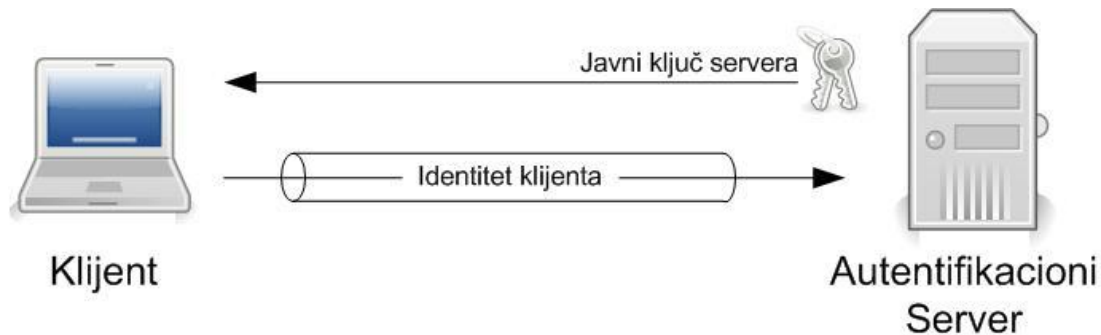 Javni ključ servera
Identitet klijenta
Klijent
Autentifikacioni
Server